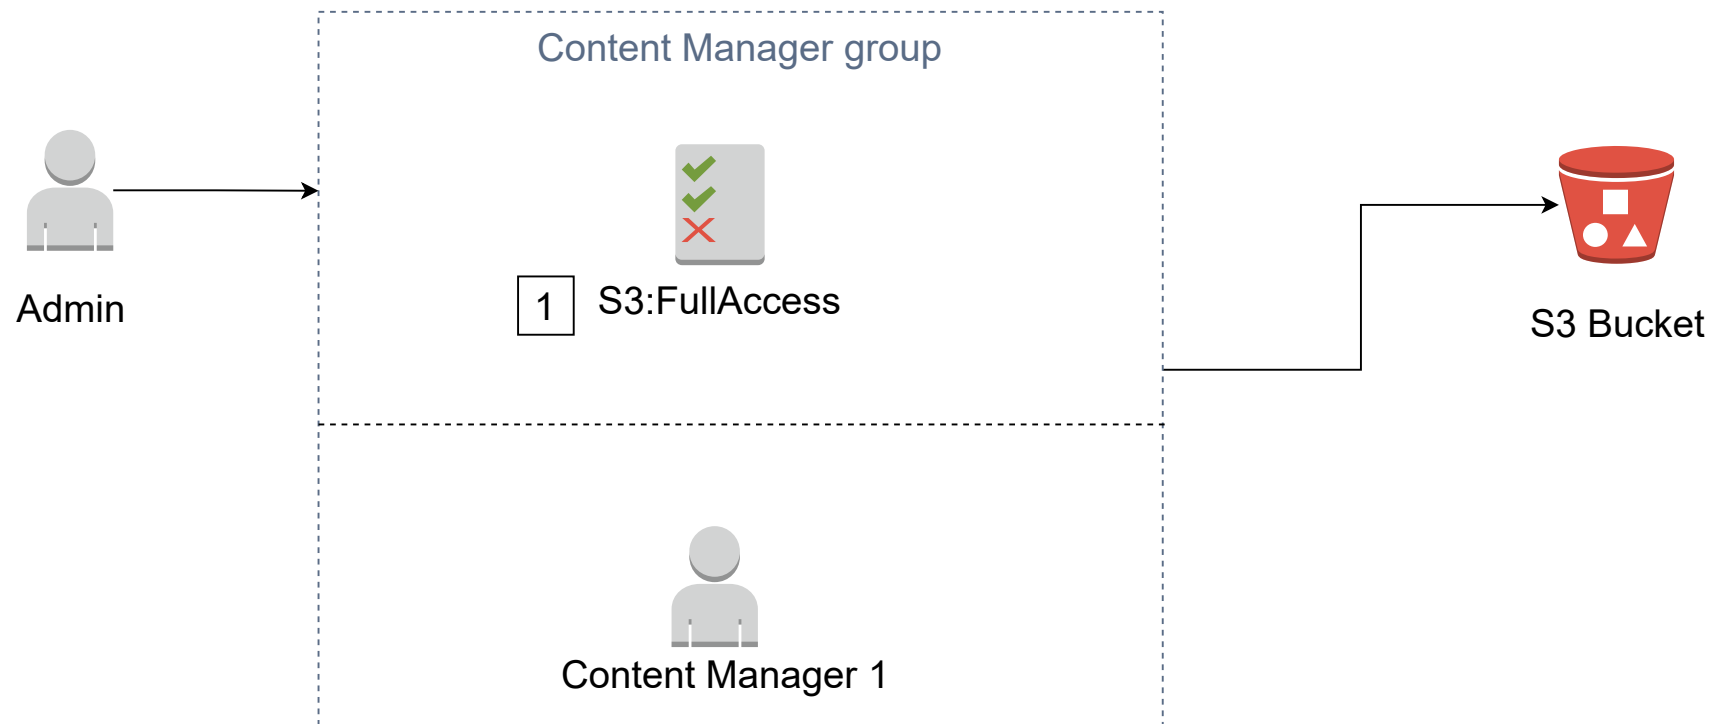 Content Manager group
Admin
1
S3:FullAccess
S3 Bucket
Content Manager 1